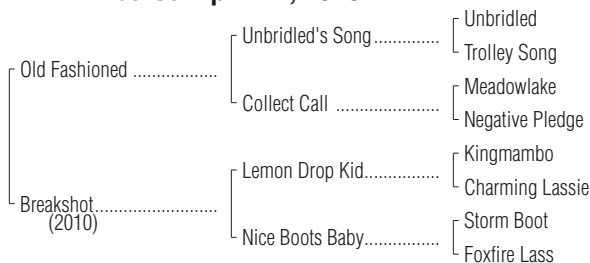 Unbridled
Unbridled's Song.............
Trolley Song
Old Fashioned .................
Meadowlake
Collect Call .....................
Negative Pledge
Kingmambo
Lemon Drop Kid...............
Charming Lassie
Breakshot.........................
(2010)
Storm Boot
Nice Boots Baby...............
Foxfire Lass